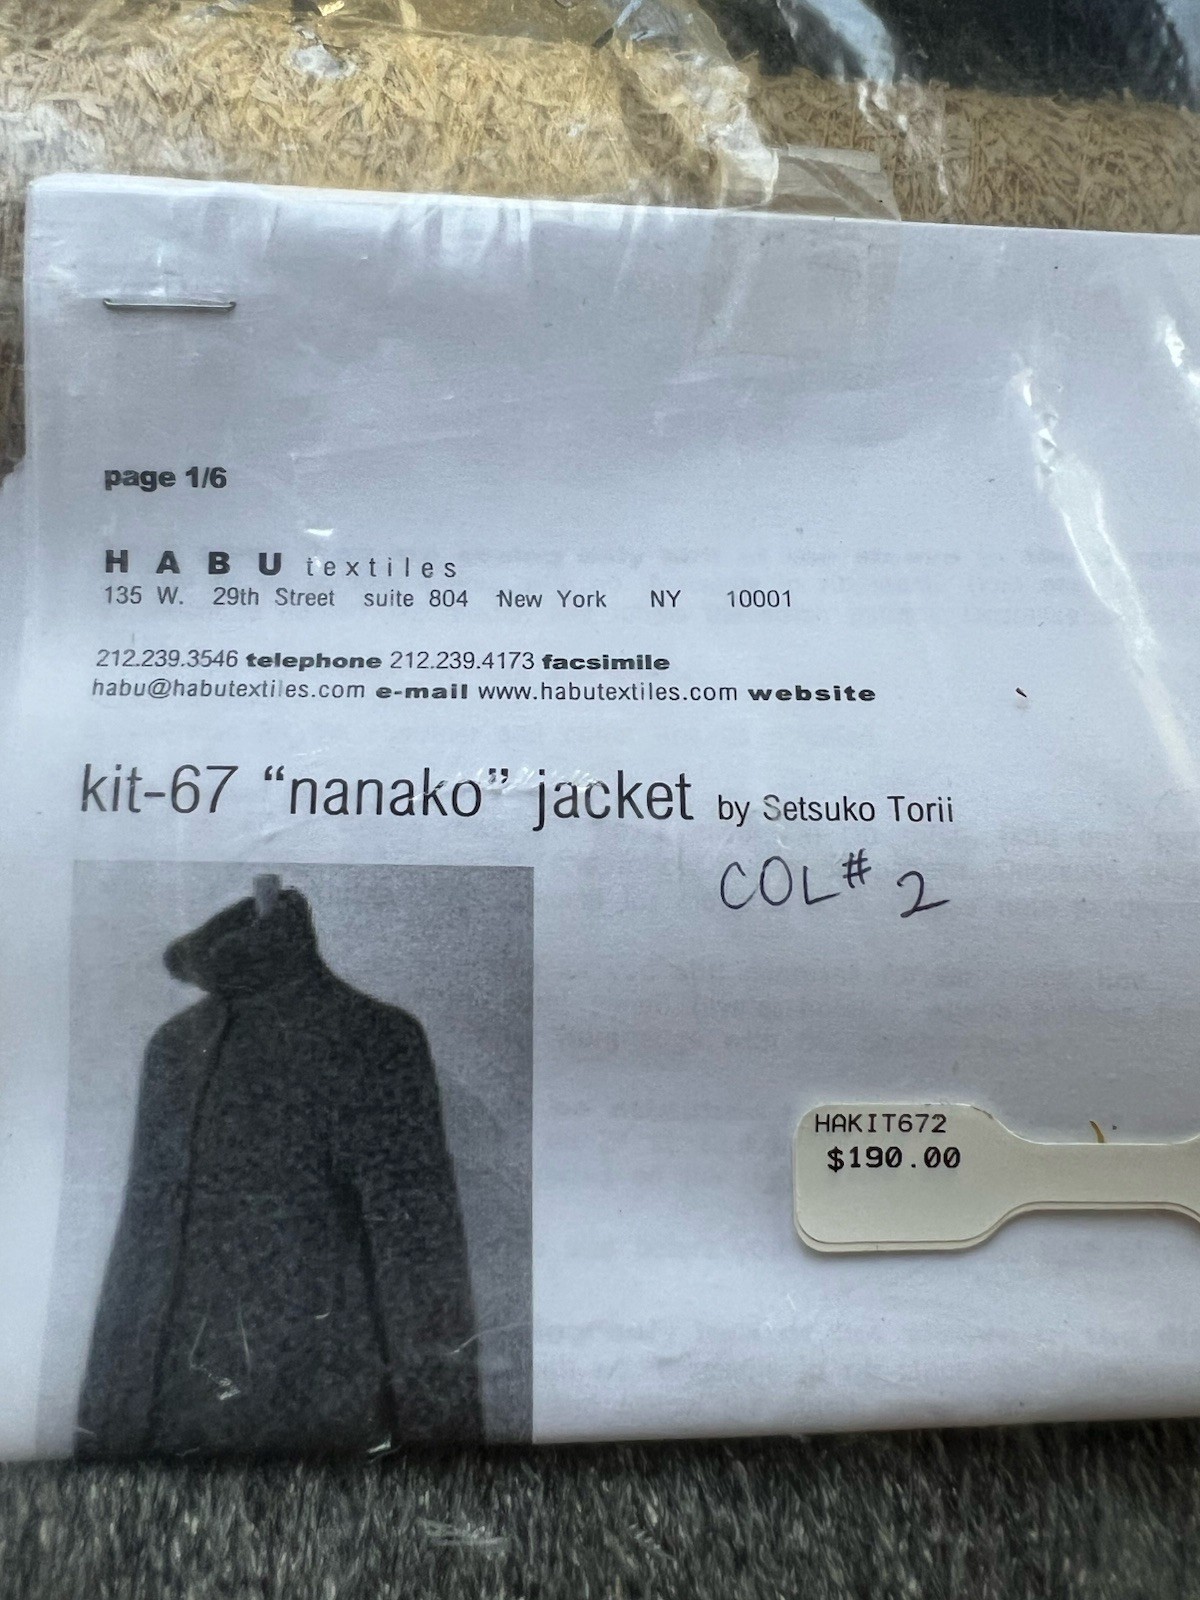 page 1/6
HABU textiles
135 W. 29th Street suite 804 New York NY 10001
212.239.3546 telephone 212.239.4173 facsimile
habu@habutextiles.com e-mail www.habutextiles.com website
kit-67 “nanako” jacket by Setsuko Torii
COL# 2
HAKIT672
$190.00